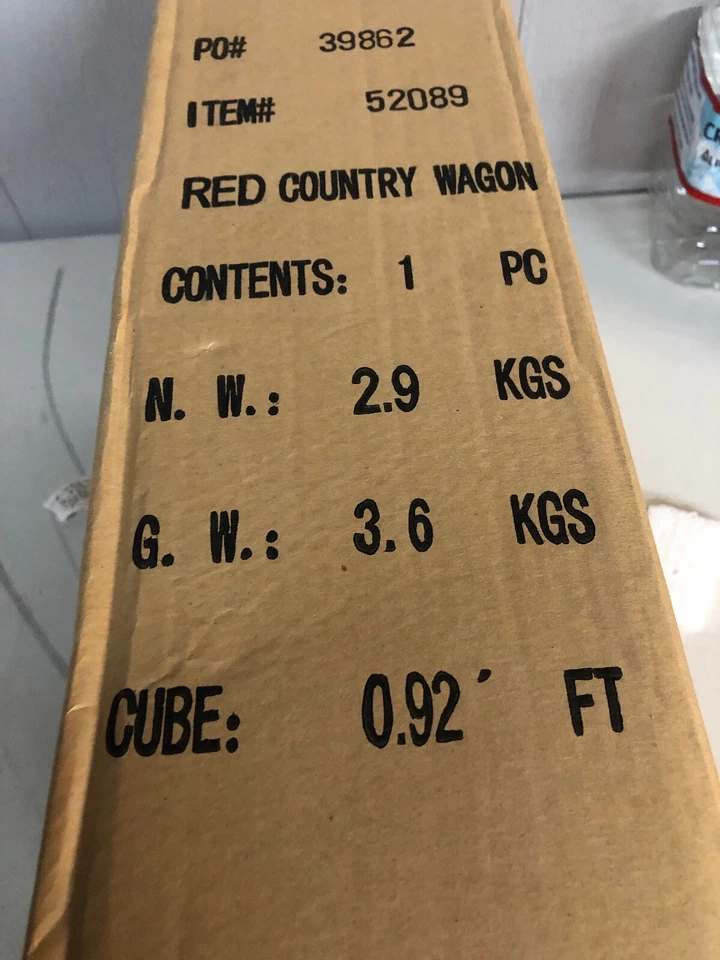 PO# 39862
ITEM# 52089
RED COUNTRY WAGON
CONTENTS: 1 PC
N. W.: 2.9 KGS
G. W.: 3.6 KGS
CUBE: 0.92´ FT